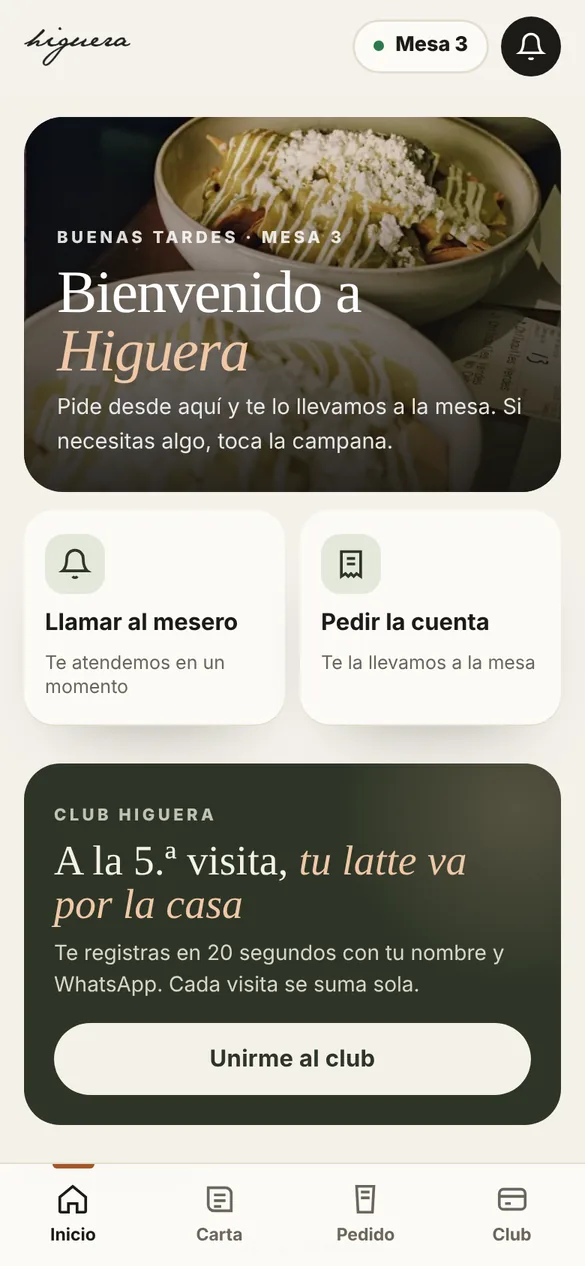 higuera
Mesa 3
BUENAS TARDES · MESA 3
Bienvenido a
Higuera
Pide desde aquí y te lo llevamos a la mesa. Si
necesitas algo, toca la campana.
Llamar al mesero
Te atendemos en un
momento
Pedir la cuenta
Te la llevamos a la mesa
CLUB HIGUERA
A la 5.ª visita, tu latte va
por la casa
Te registras en 20 segundos con tu nombre y
WhatsApp. Cada visita se suma sola.
Unirme al club
Inicio
Carta
Pedido
Club